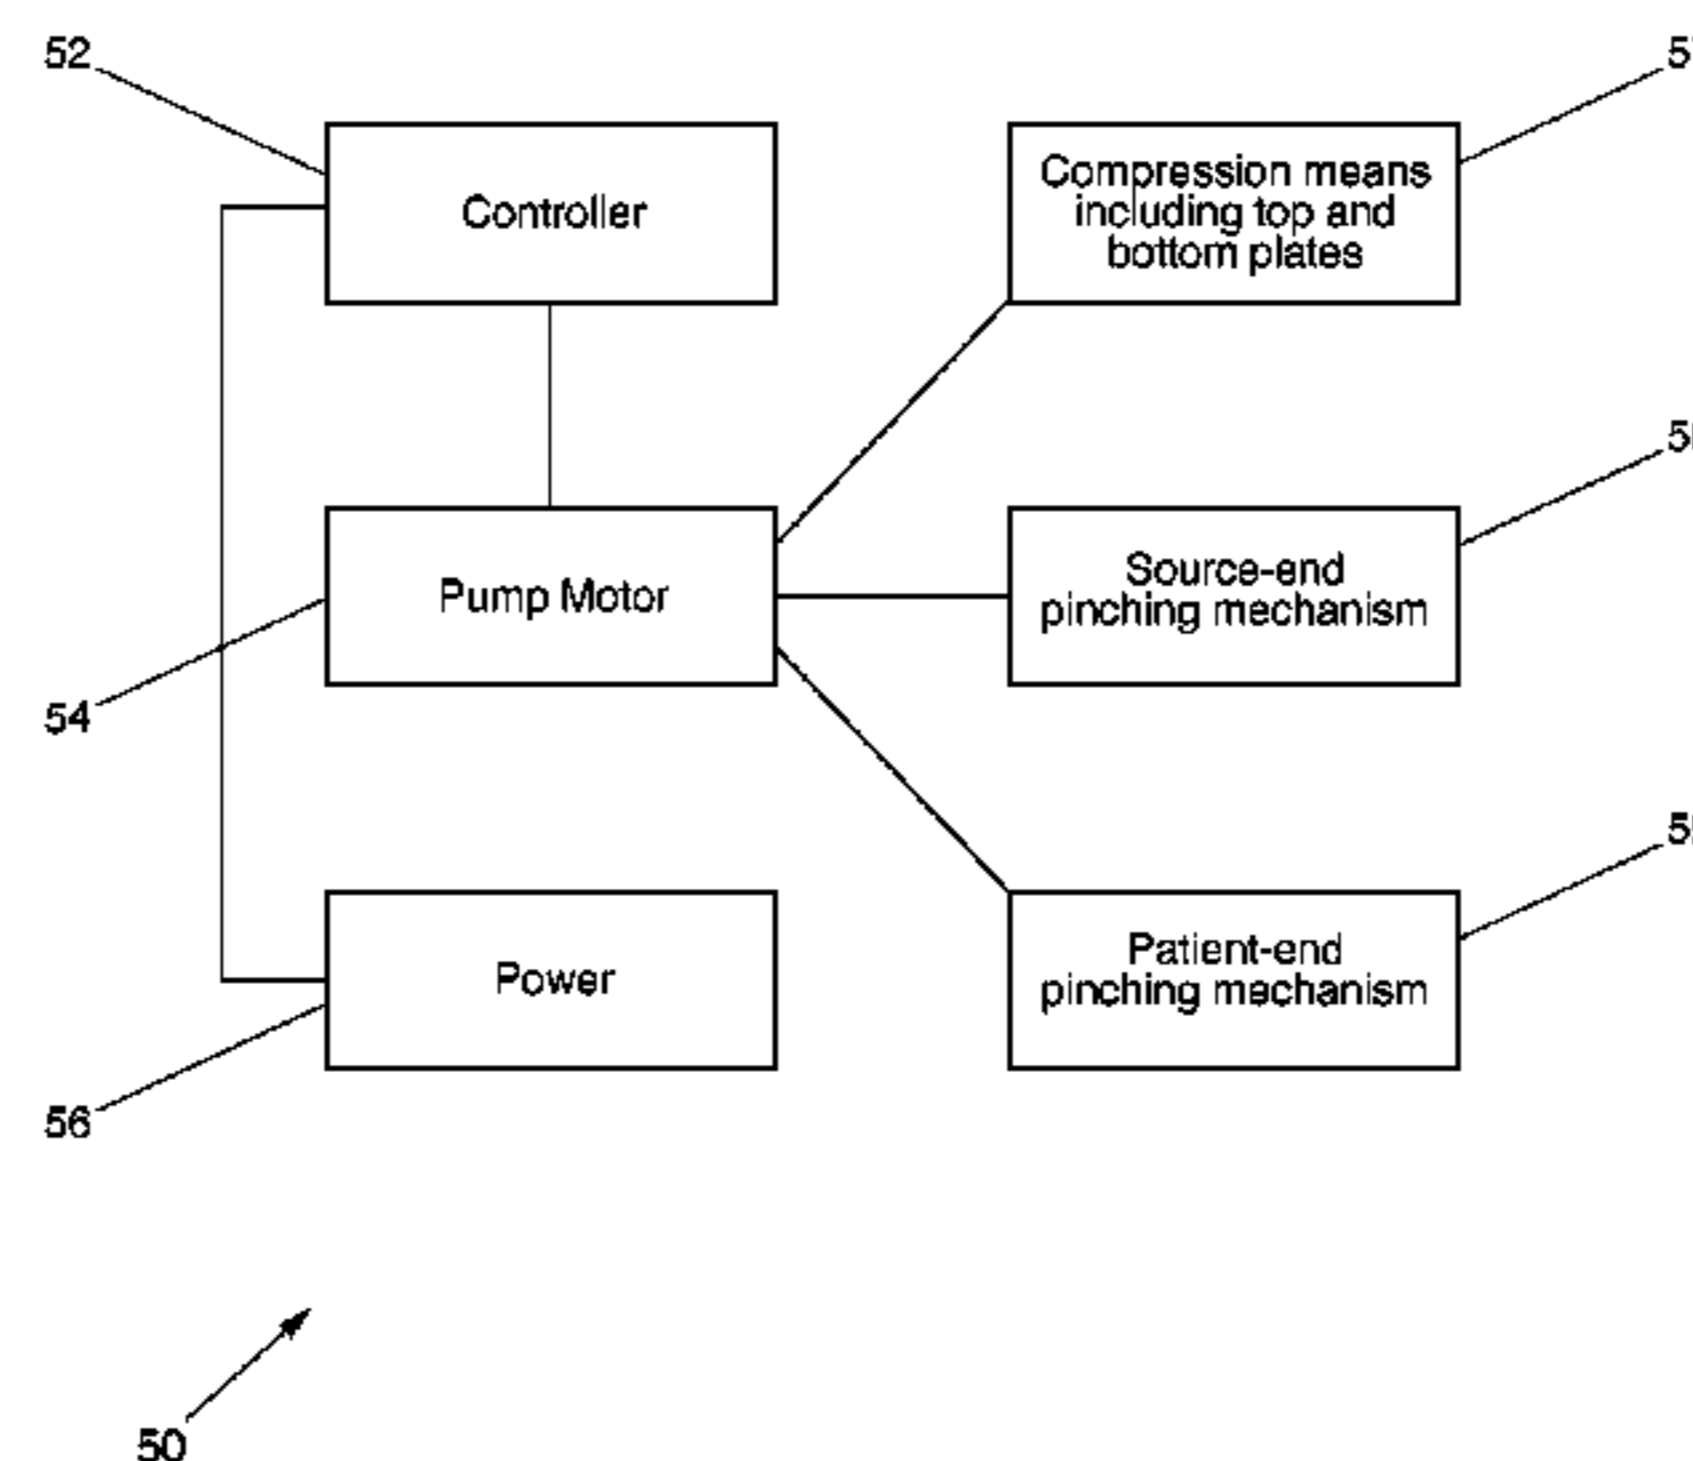 52
Controller
Compression means
including top and
bottom plates
Pump Motor
Source-end
pinching mechanism
54
Power
Patient-end
pinching mechanism
56
50